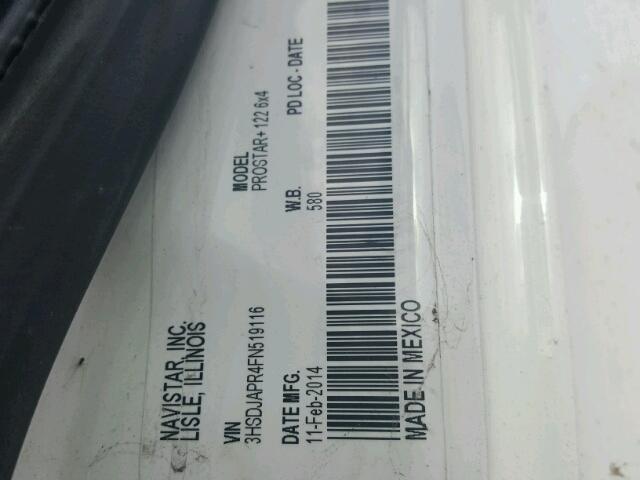 NAVISTAR, INC.
LISLE, ILLINOIS
VIN
3HSDJAPR4FN519116
MODEL
PROSTAR+ 122 6x4
DATE MFG.
11-Feb-2014
W.B.
580
PD LOC - DATE
MADE IN MEXICO